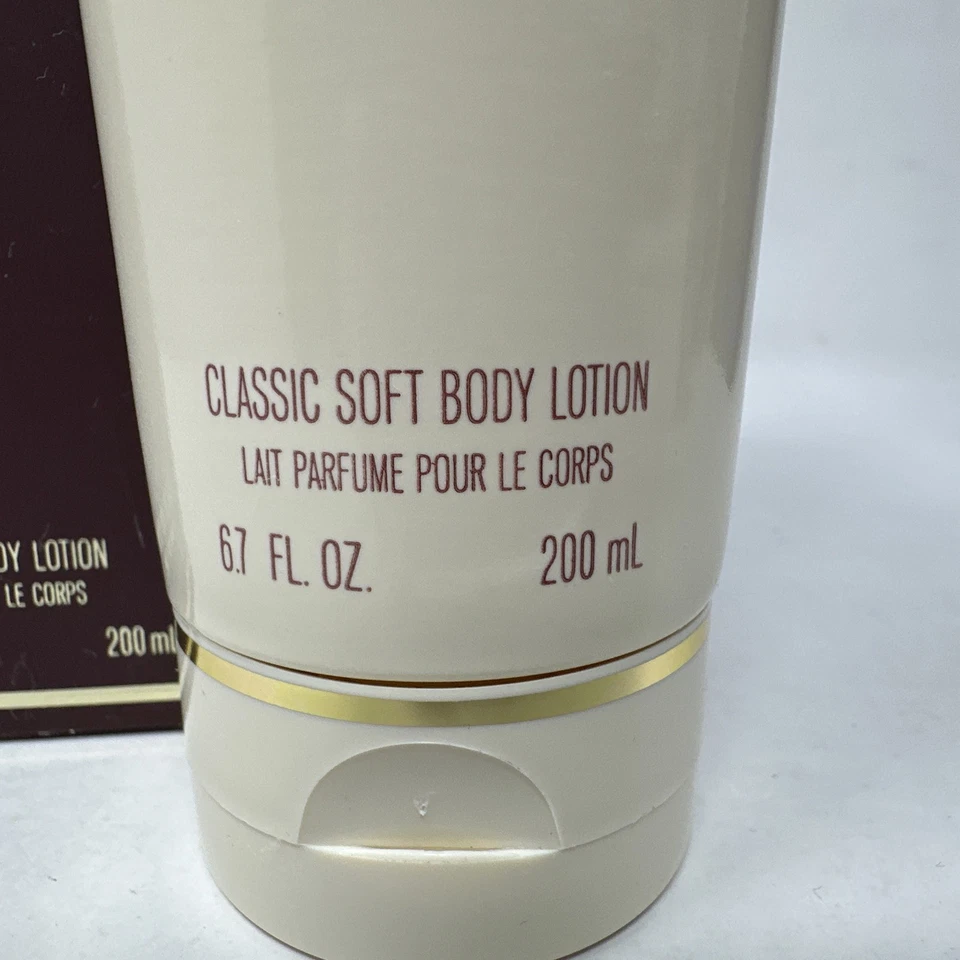 CLASSIC SOFT BODY LOTION
LAIT PARFUME POUR LE CORPS
6.7 FL. OZ. 200 mL
LOTION
LE CORPS
200 ml